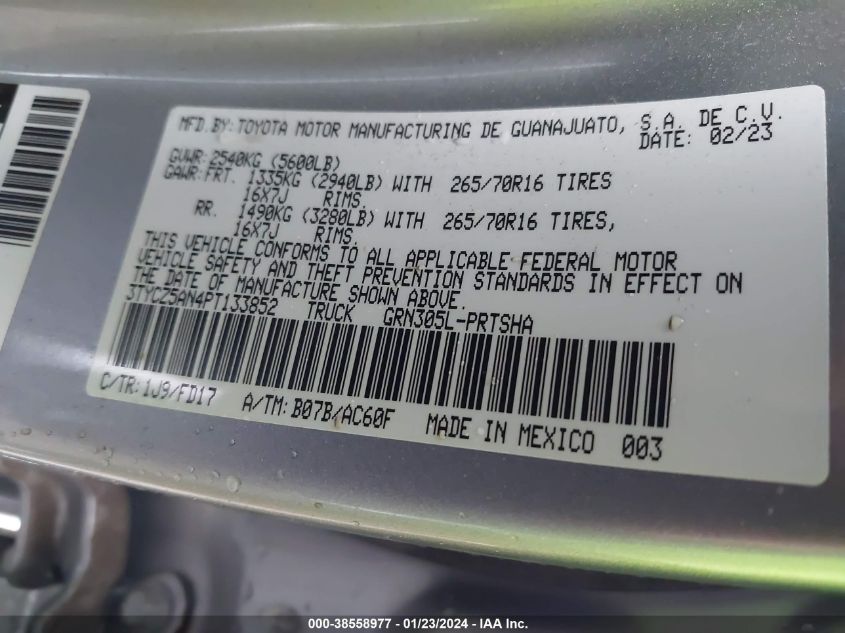 MFD.BY: TOYOTA MOTOR MANUFACTURING DE GUANAJUATO, S.A. DE C.V.
DATE: 02/23
GVWR: 2540KG (5600LB)
GAWR: FRT. 1335KG (2940LB) WITH 265/70R16 TIRES
16X7J RIMS,
RR. 1490KG (3280LB) WITH 265/70R16 TIRES,
16X7J RIMS,
THIS VEHICLE CONFORMS TO ALL APPLICABLE FEDERAL MOTOR
VEHICLE SAFETY AND THEFT PREVENTION STANDARDS IN EFFECT ON
THE DATE OF MANUFACTURE SHOWN ABOVE.
3TYCZ5AN4PT133852 TRUCK GRN305L-PRTSHA
C/TR: 1J9/FD17 A/TM: B07B/AC60F MADE IN MEXICO 003
000-38558977 - 01/23/2024 - IAA Inc.